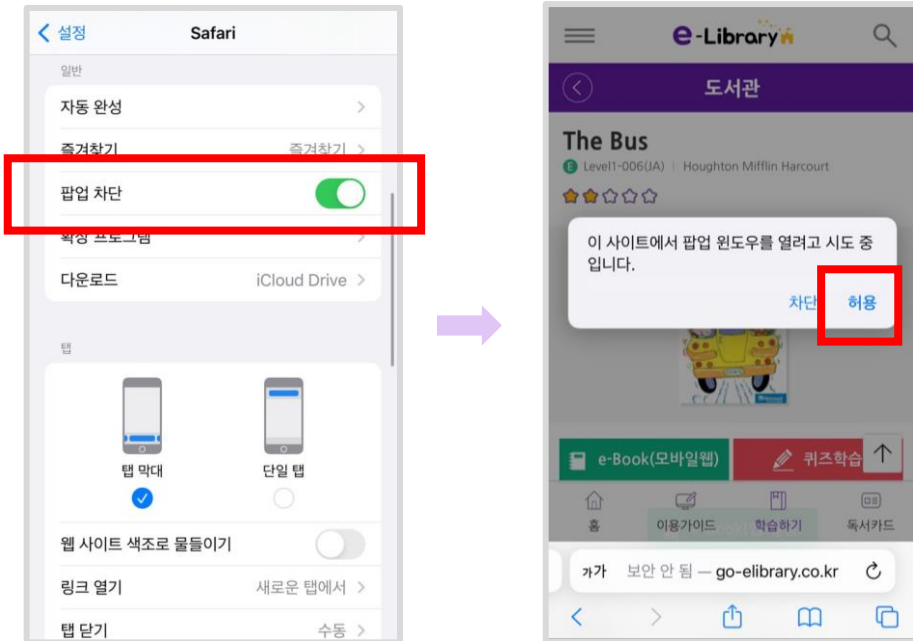 설정
Safari
일반
자동 완성
즐겨찾기
즐겨찾기
팝업 차단
확장 프로그램
다운로드
iCloud Drive
탭
탭 막대
단일 탭
웹 사이트 색조로 물들이기
링크 열기
새로운 탭에서
탭 닫기
수동
e-Library
도서관
The Bus
E Level1-006(JA) | Houghton Mifflin Harcourt
이 사이트에서 팝업 윈도우를 열려고 시도 중
입니다.
차단
허용
e-Book(모바일웹)
퀴즈학습
홈
이용가이드
학습하기
독서카드
가가
보안 안 됨 — go-elibrary.co.kr